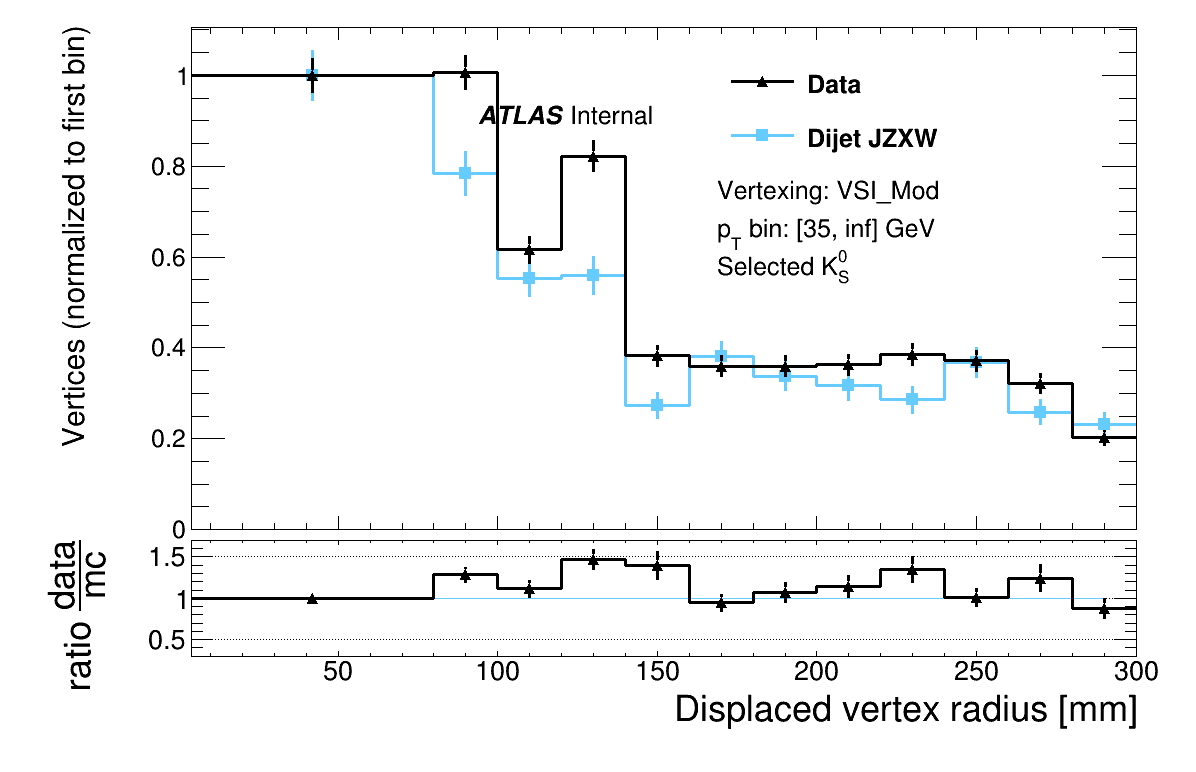 Vertices (normalized to first bin)
1
0.8
0.6
0.4
0.2
0
ATLAS Internal
Data
Dijet JZXW
Vertexing: VSI_Mod
p_T bin: [35, inf] GeV
Selected K_S^0
ratio data/mc
1.5
1
0.5
50 100 150 200 250 300
Displaced vertex radius [mm]